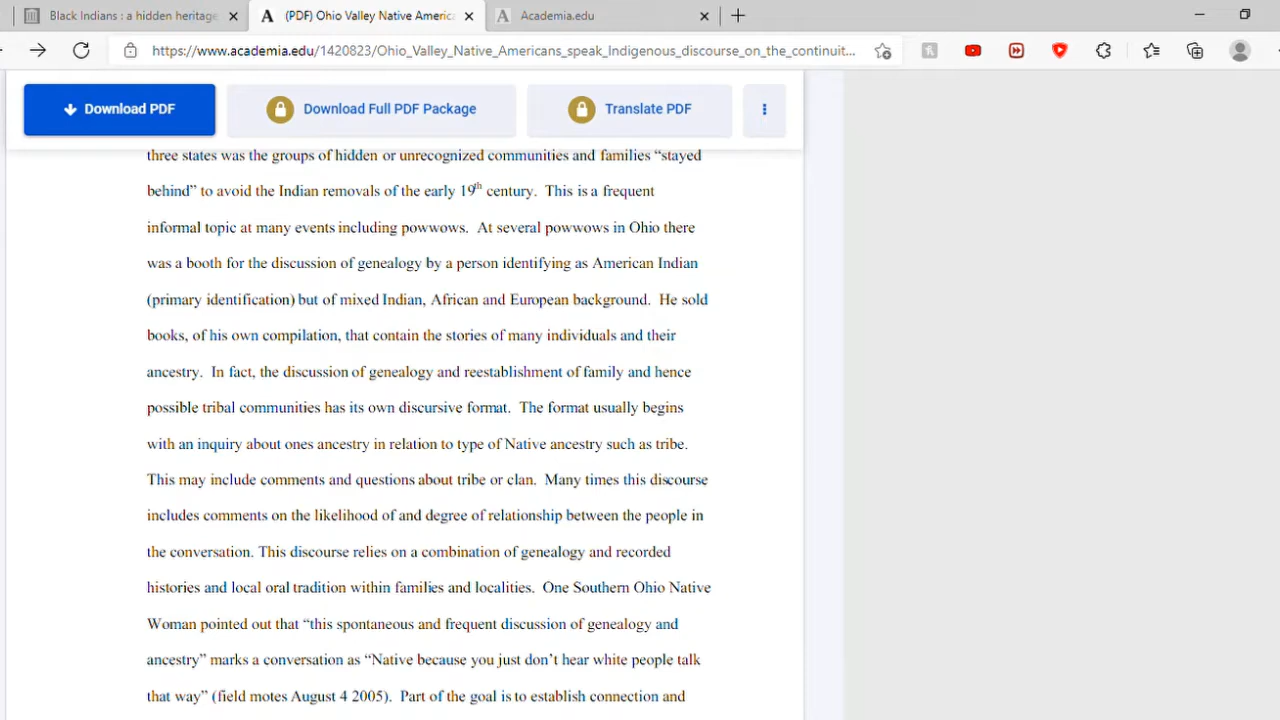 Black Indians : a hidden heritage
(PDF) Ohio Valley Native America
Academia.edu
https://www.academia.edu/1420823/Ohio_Valley_Native_Americans_speak_Indigenous_discourse_on_the_continuit...
Download PDF
Download Full PDF Package
Translate PDF
three states was the groups of hidden or unrecognized communities and families “stayed
behind” to avoid the Indian removals of the early 19th century. This is a frequent
informal topic at many events including powwows. At several powwows in Ohio there
was a booth for the discussion of genealogy by a person identifying as American Indian
(primary identification) but of mixed Indian, African and European background. He sold
books, of his own compilation, that contain the stories of many individuals and their
ancestry. In fact, the discussion of genealogy and reestablishment of family and hence
possible tribal communities has its own discursive format. The format usually begins
with an inquiry about ones ancestry in relation to type of Native ancestry such as tribe.
This may include comments and questions about tribe or clan. Many times this discourse
includes comments on the likelihood of and degree of relationship between the people in
the conversation. This discourse relies on a combination of genealogy and recorded
histories and local oral tradition within families and localities. One Southern Ohio Native
Woman pointed out that “this spontaneous and frequent discussion of genealogy and
ancestry” marks a conversation as “Native because you just don’t hear white people talk
that way” (field motes August 4 2005). Part of the goal is to establish connection and